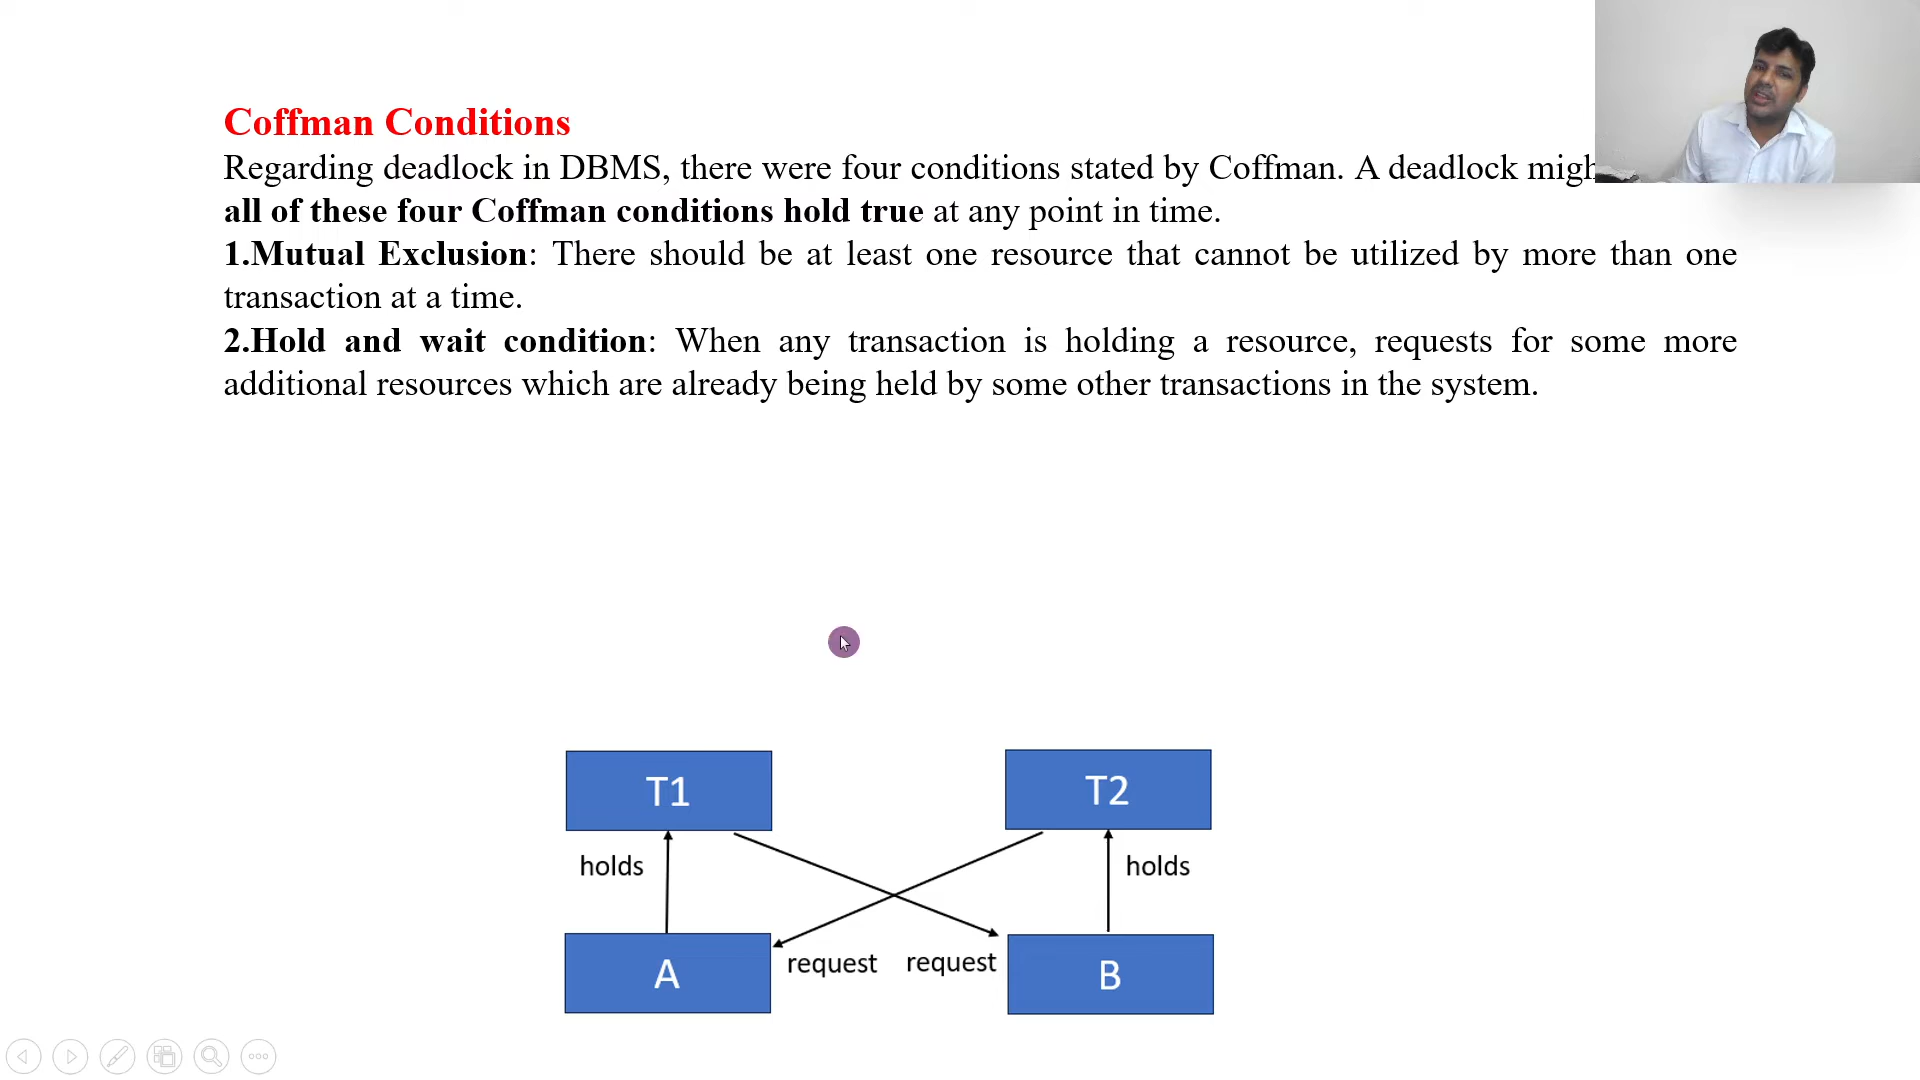 Coffman Conditions
Regarding deadlock in DBMS, there were four conditions stated by Coffman. A deadlock
all of these four Coffman conditions hold true at any point in time.
1.Mutual Exclusion: There should be at least one resource that cannot be utilized by more than one
transaction at a time.
2.Hold and wait condition: When any transaction is holding a resource, requests for some more
additional resources which are already being held by some other transactions in the system.
T1
T2
holds
holds
request
request
A
B